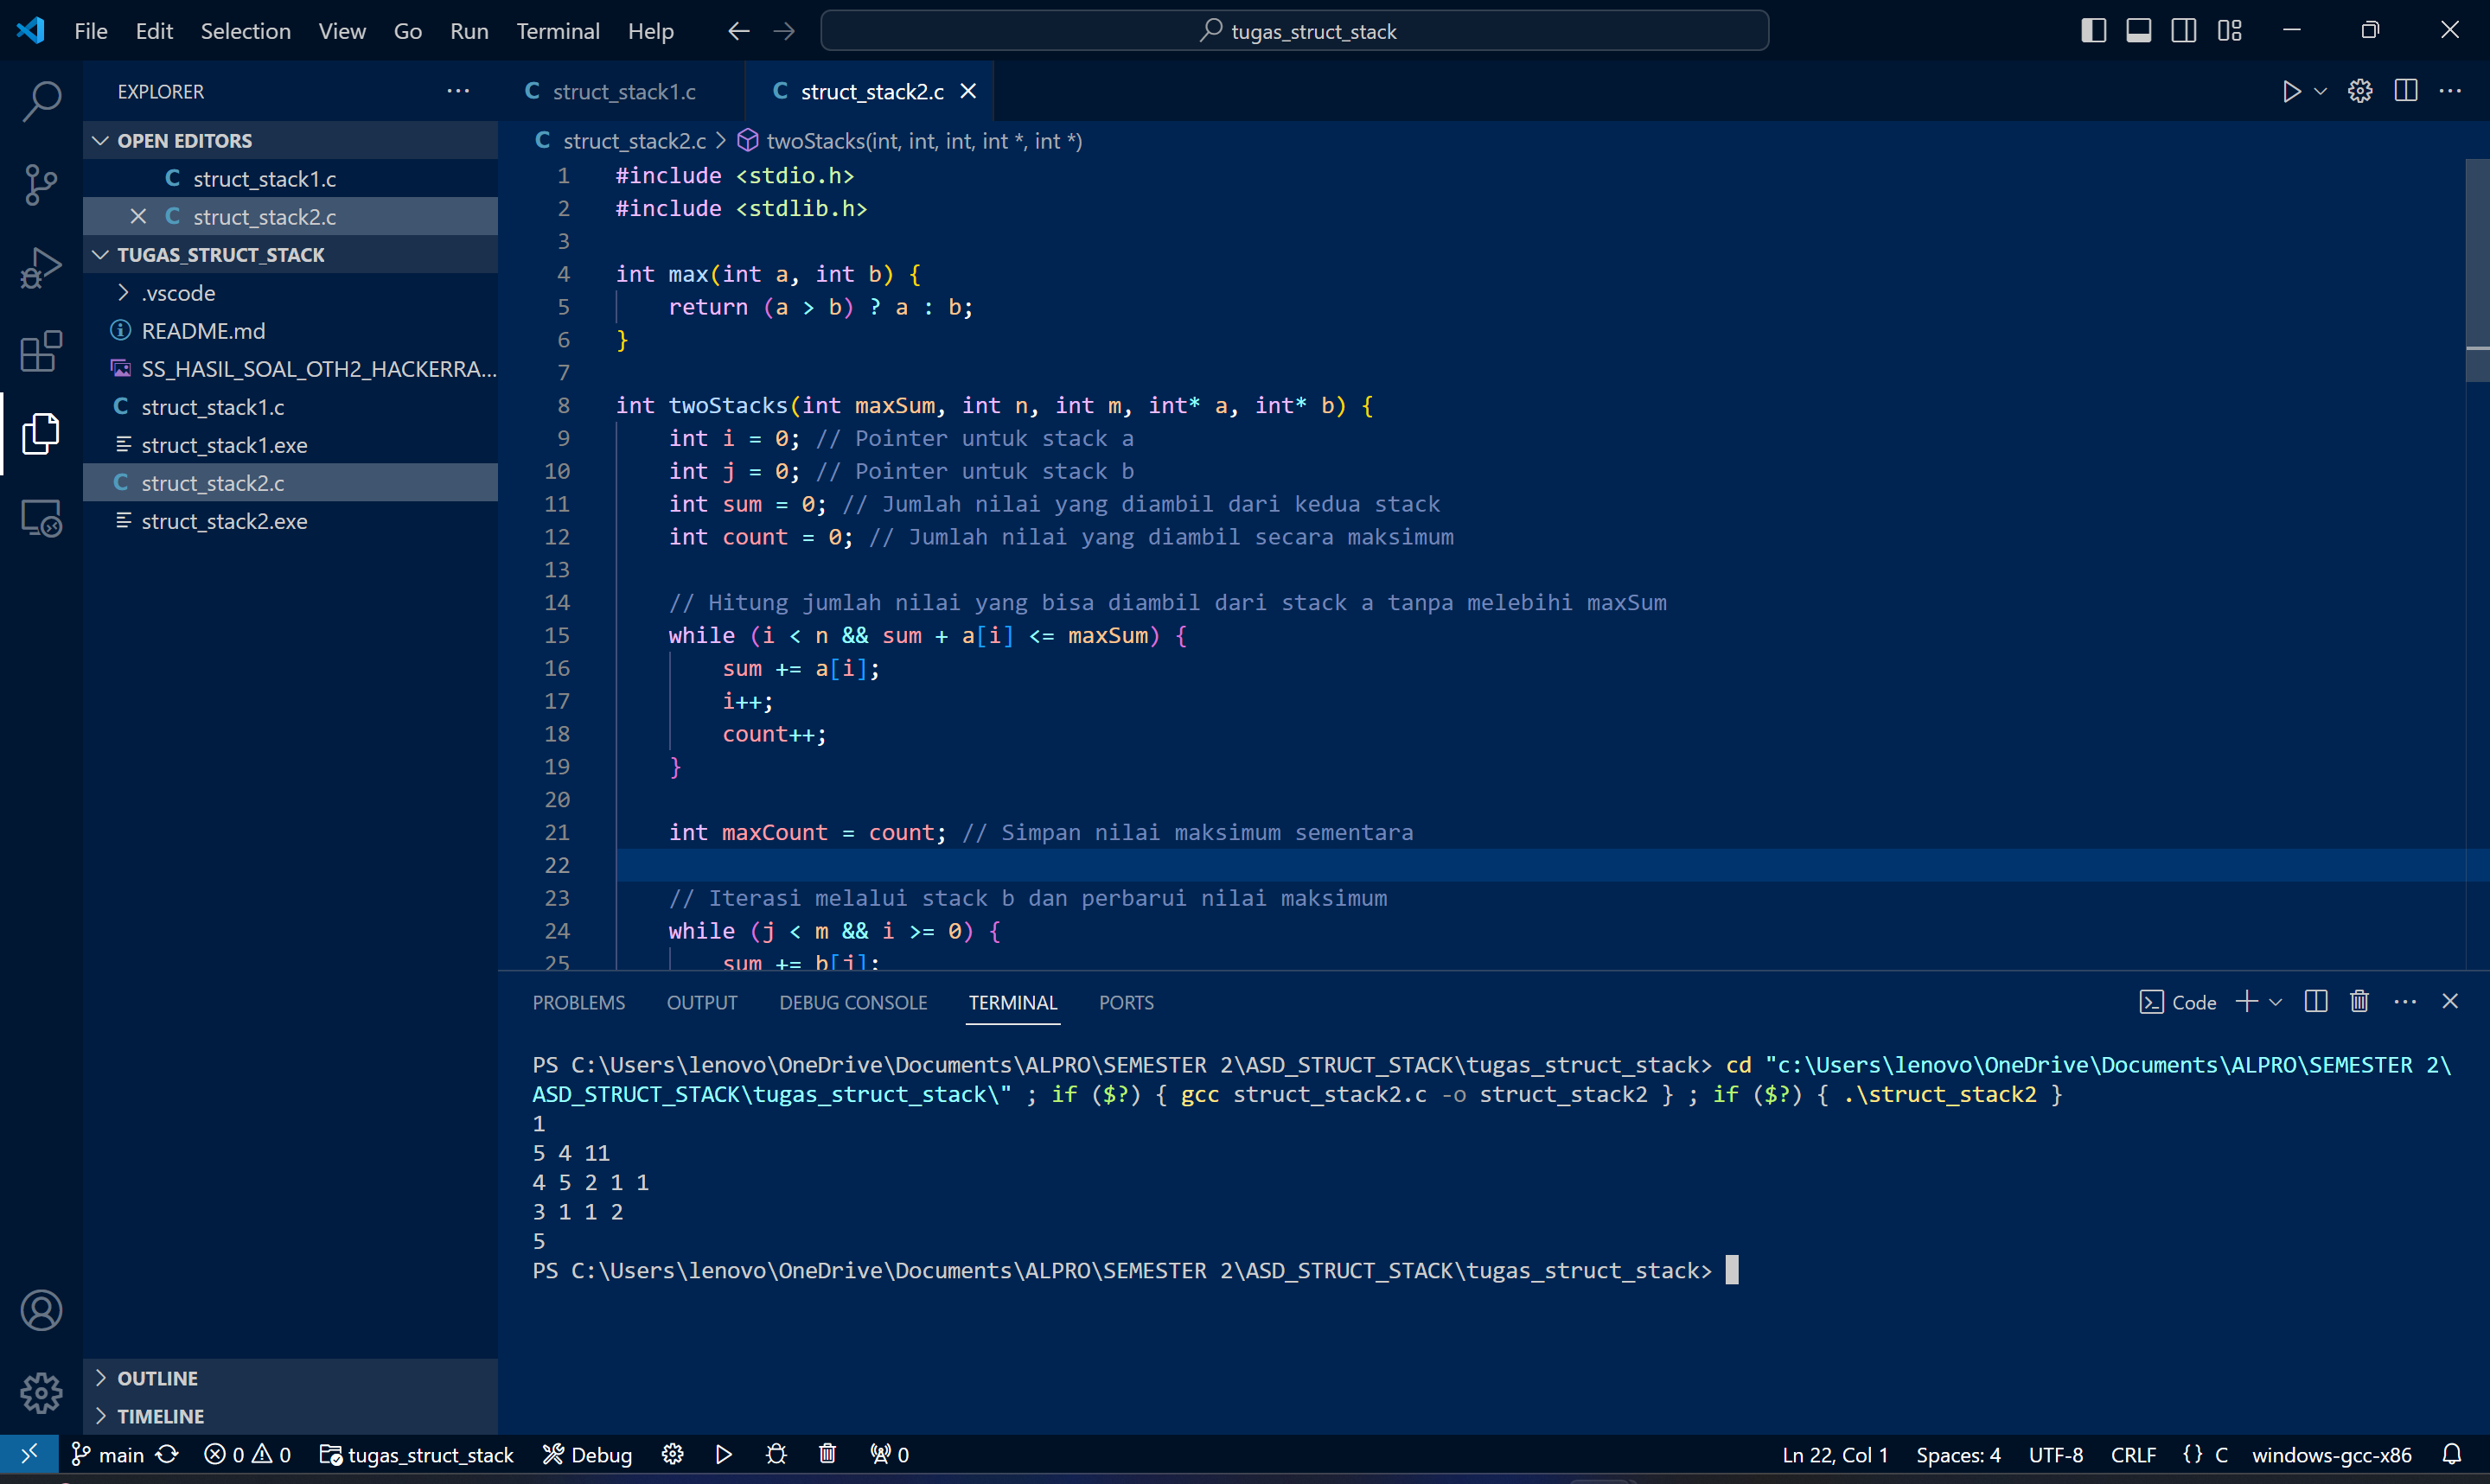 File Edit Selection View Go Run Terminal Help tugas_struct_stack
EXPLORER
OPEN EDITORS
struct_stack1.c
struct_stack2.c
TUGAS_STRUCT_STACK
.vscode
README.md
SS_HASIL_SOAL_OTH2_HACKERRA...
struct_stack1.c
struct_stack1.exe
struct_stack2.c
struct_stack2.exe
OUTLINE
TIMELINE
struct_stack1.c struct_stack2.c
struct_stack2.c > twoStacks(int, int, int, int *, int *)
1 #include <stdio.h>
2 #include <stdlib.h>
3
4 int max(int a, int b) {
5 return (a > b) ? a : b;
6 }
7
8 int twoStacks(int maxSum, int n, int m, int* a, int* b) {
9 int i = 0; // Pointer untuk stack a
10 int j = 0; // Pointer untuk stack b
11 int sum = 0; // Jumlah nilai yang diambil dari kedua stack
12 int count = 0; // Jumlah nilai yang diambil secara maksimum
13
14 // Hitung jumlah nilai yang bisa diambil dari stack a tanpa melebihi maxSum
15 while (i < n && sum + a[i] <= maxSum) {
16 sum += a[i];
17 i++;
18 count++;
19 }
20
21 int maxCount = count; // Simpan nilai maksimum sementara
22
23 // Iterasi melalui stack b dan perbarui nilai maksimum
24 while (j < m && i >= 0) {
25 sum += b[j];
PROBLEMS OUTPUT DEBUG CONSOLE TERMINAL PORTS Code
PS C:\Users\lenovo\OneDrive\Documents\ALPRO\SEMESTER 2\ASD_STRUCT_STACK\tugas_struct_stack> cd "c:\Users\lenovo\OneDrive\Documents\ALPRO\SEMESTER 2\
ASD_STRUCT_STACK\tugas_struct_stack\" ; if ($?) { gcc struct_stack2.c -o struct_stack2 } ; if ($?) { .\struct_stack2 }
1
5 4 11
4 5 2 1 1
3 1 1 2
5
PS C:\Users\lenovo\OneDrive\Documents\ALPRO\SEMESTER 2\ASD_STRUCT_STACK\tugas_struct_stack>
main 0 0 tugas_struct_stack Debug 0 Ln 22, Col 1 Spaces: 4 UTF-8 CRLF {} C windows-gcc-x86